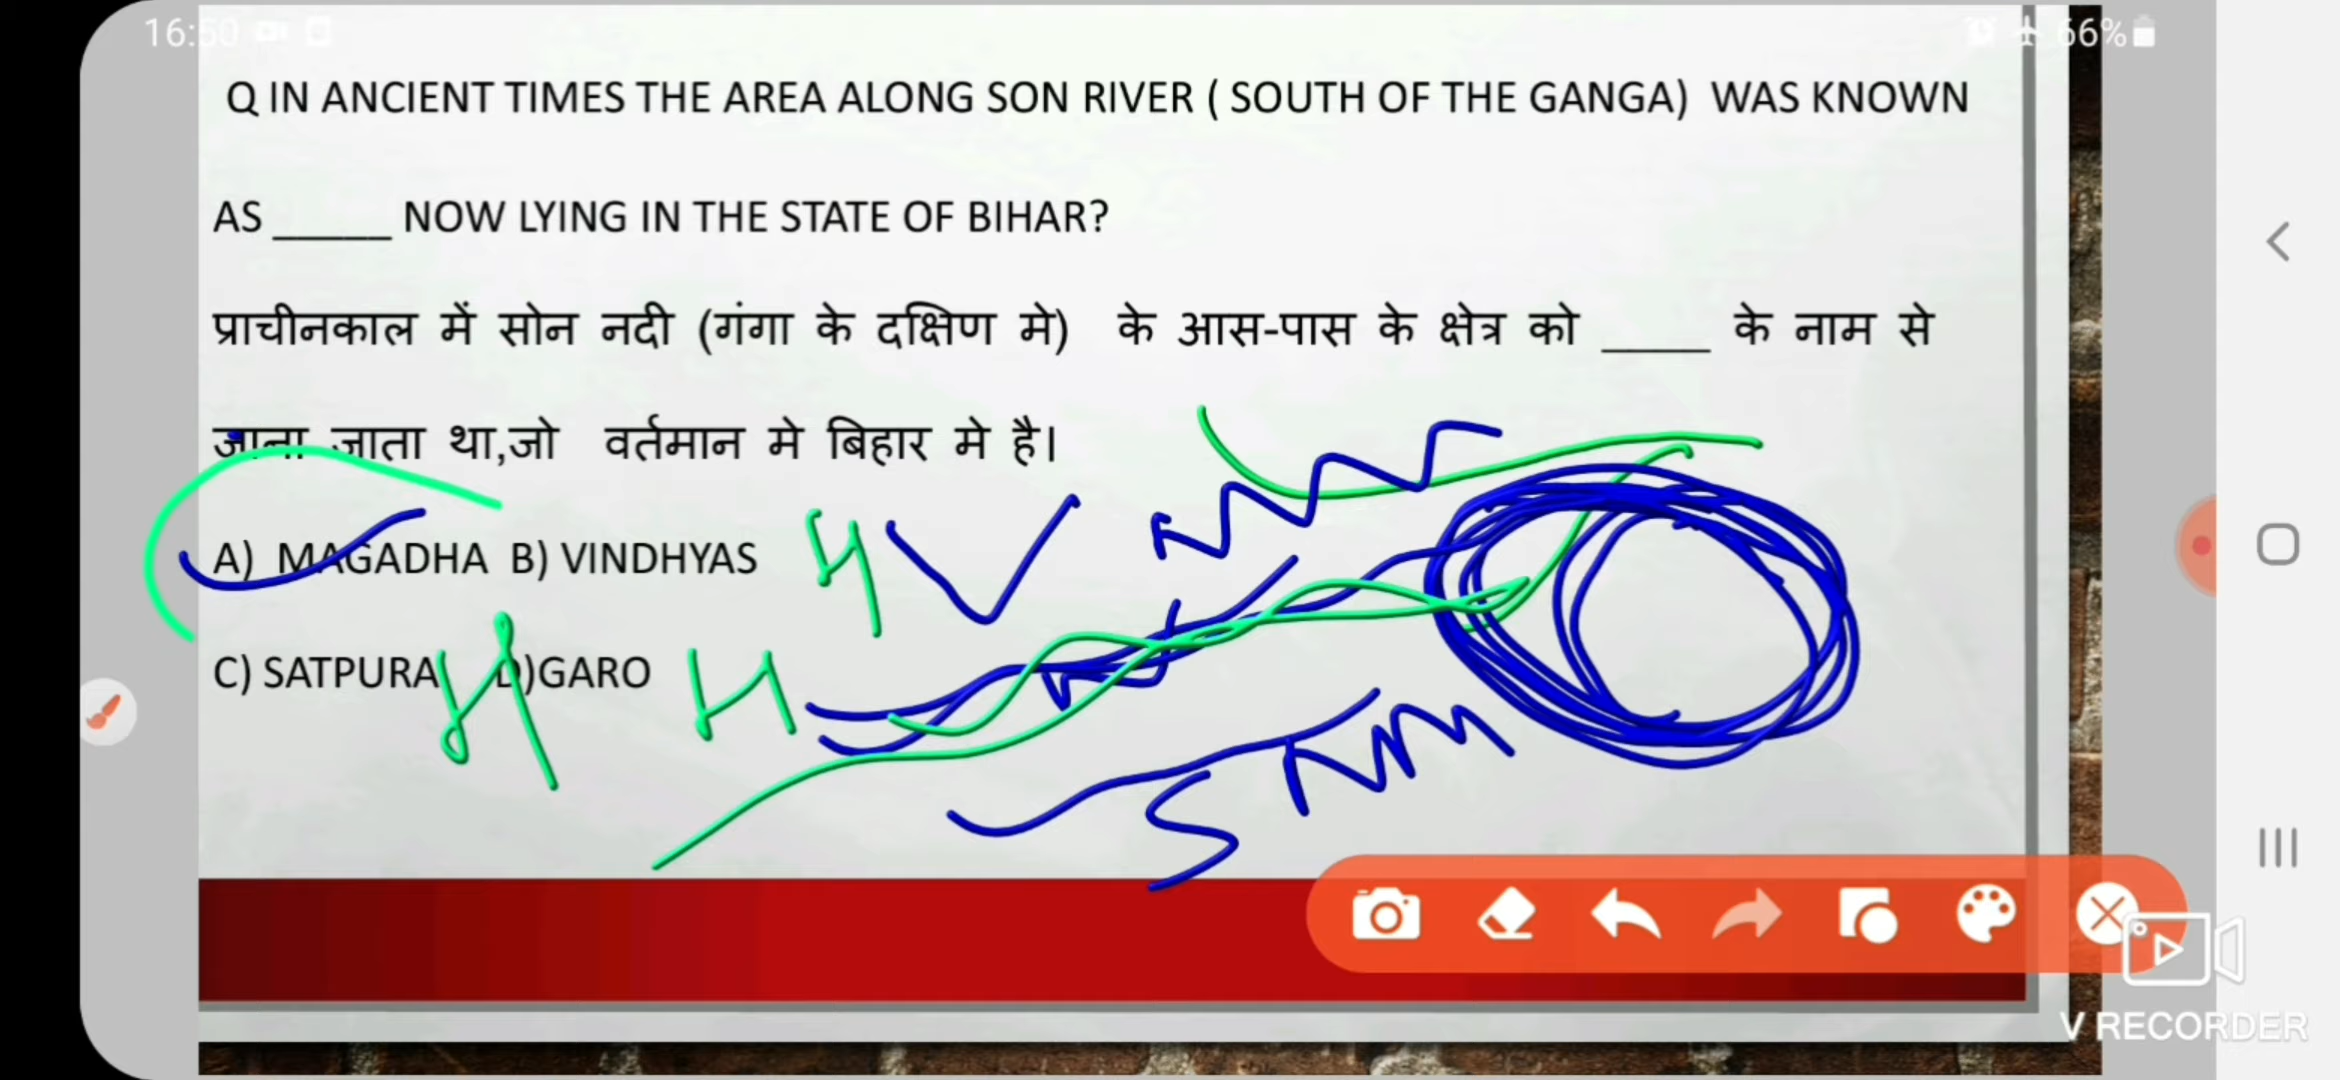 16:50 66%
Q IN ANCIENT TIMES THE AREA ALONG SON RIVER ( SOUTH OF THE GANGA) WAS KNOWN
AS _____ NOW LYING IN THE STATE OF BIHAR?
प्राचीनकाल में सोन नदी (गंगा के दक्षिण मे) के आस-पास के क्षेत्र को ____ के नाम से
जाना जाता था,जो वर्तमान मे बिहार मे है।
A) MAGADHA B) VINDHYAS
C) SATPURA D)GARO
V RECORDER